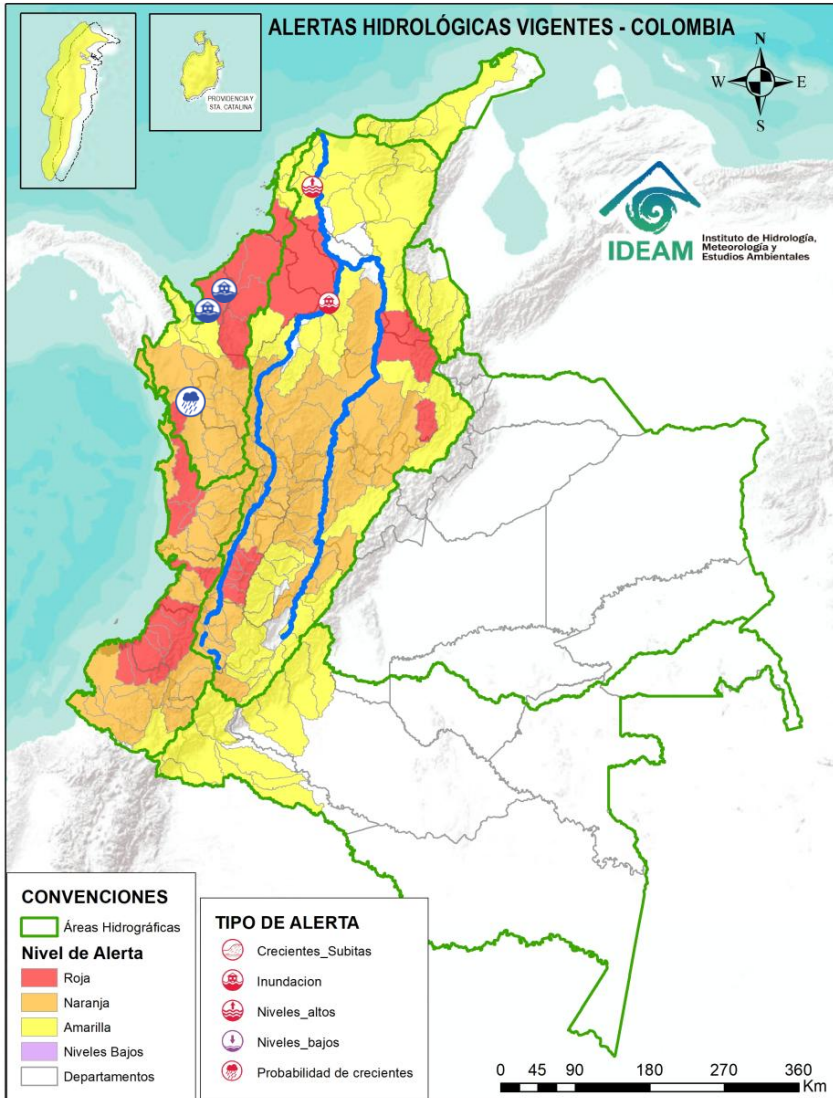 ALERTAS HIDROLÓGICAS VIGENTES - COLOMBIA
PROVIDENCIA Y
STA. CATALINA
N
W
E
S
IDEAM
Instituto de Hidrología,
Meteorología y
Estudios Ambientales
CONVENCIONES
Áreas Hidrográficas
Nivel de Alerta
Roja
Naranja
Amarilla
Niveles Bajos
Departamentos
TIPO DE ALERTA
Crecientes_Subitas
Inundacion
Niveles_altos
Niveles_bajos
Probabilidad de crecientes
0 45 90 180 270 360
Km